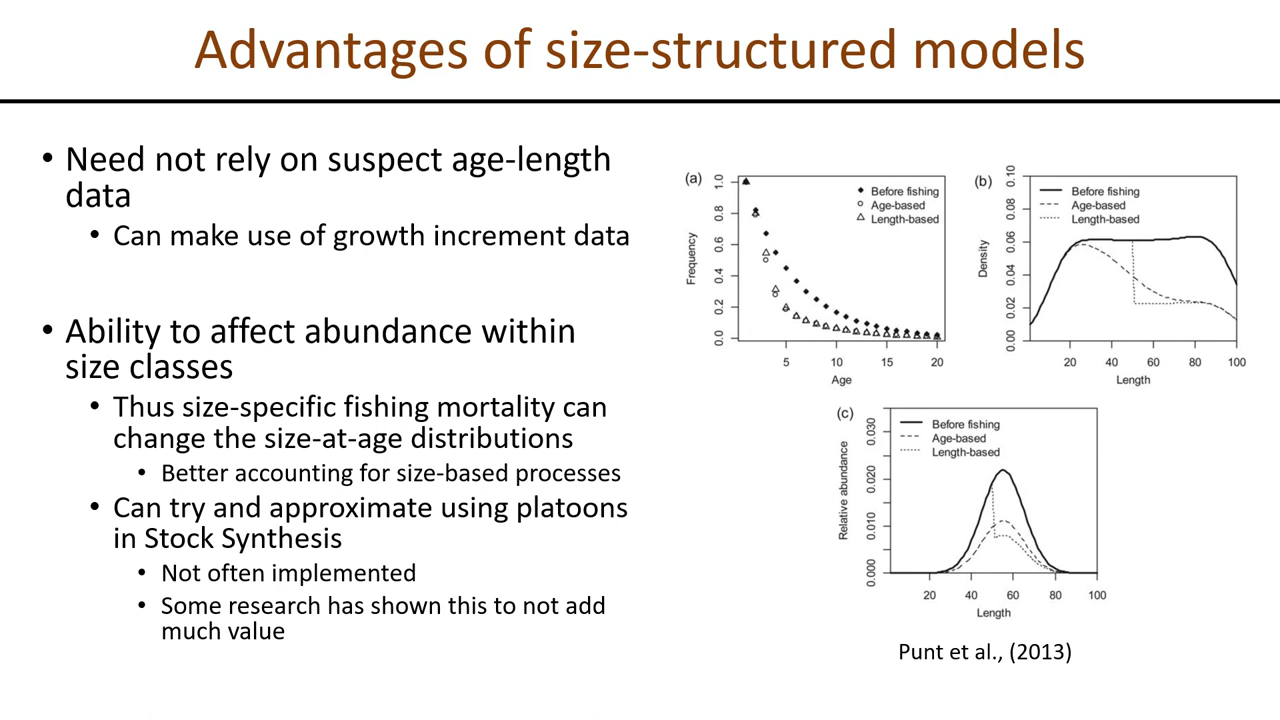 Advantages of size-structured models
• Need not rely on suspect age-length
data
• Can make use of growth increment data
• Ability to affect abundance within
size classes
• Thus size-specific fishing mortality can
change the size-at-age distributions
• Better accounting for size-based processes
• Can try and approximate using platoons
in Stock Synthesis
• Not often implemented
• Some research has shown this to not add
much value
(a)
Before fishing
Age-based
Length-based
Frequency
1.0
0.8
0.6
0.4
0.2
0.0
5 10 15 20
Age
(b)
Before fishing
Age-based
Length-based
Density
0.10
0.08
0.06
0.04
0.02
0.00
20 40 60 80 100
Length
(c)
Before fishing
Age-based
Length-based
Relative abundance
0.030
0.020
0.010
0.000
20 40 60 80 100
Length
Punt et al., (2013)